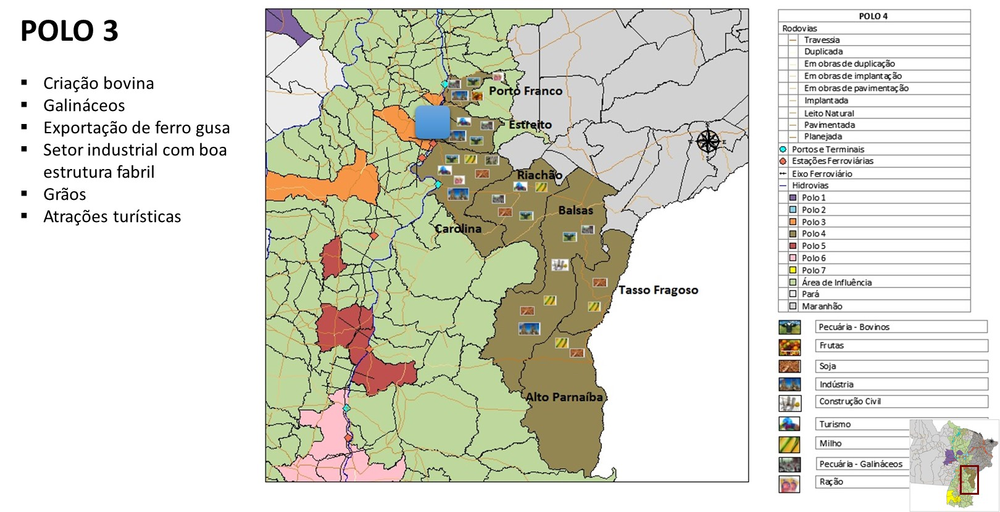 POLO 3
▪ Criação bovina
▪ Galináceos
▪ Exportação de ferro gusa
▪ Setor industrial com boa
estrutura fabril
▪ Grãos
▪ Atrações turísticas
Porto Franco
Estreito
Riachão
Balsas
Carolina
Tasso Fragoso
Alto Parnaíba
POLO 4
Rodovias
Travessia
Duplicada
Em obras de duplicação
Em obras de implantação
Em obras de pavimentação
Implantada
Leito Natural
Pavimentada
Planejada
Portos e Terminais
Estações Ferroviárias
Eixo Ferroviário
Hidrovias
Polo 1
Polo 2
Polo 3
Polo 4
Polo 5
Polo 6
Polo 7
Área de Influência
Pará
Maranhão
Pecuária - Bovinos
Frutas
Soja
Indústria
Construção Civil
Turismo
Milho
Pecuária - Galináceos
Ração